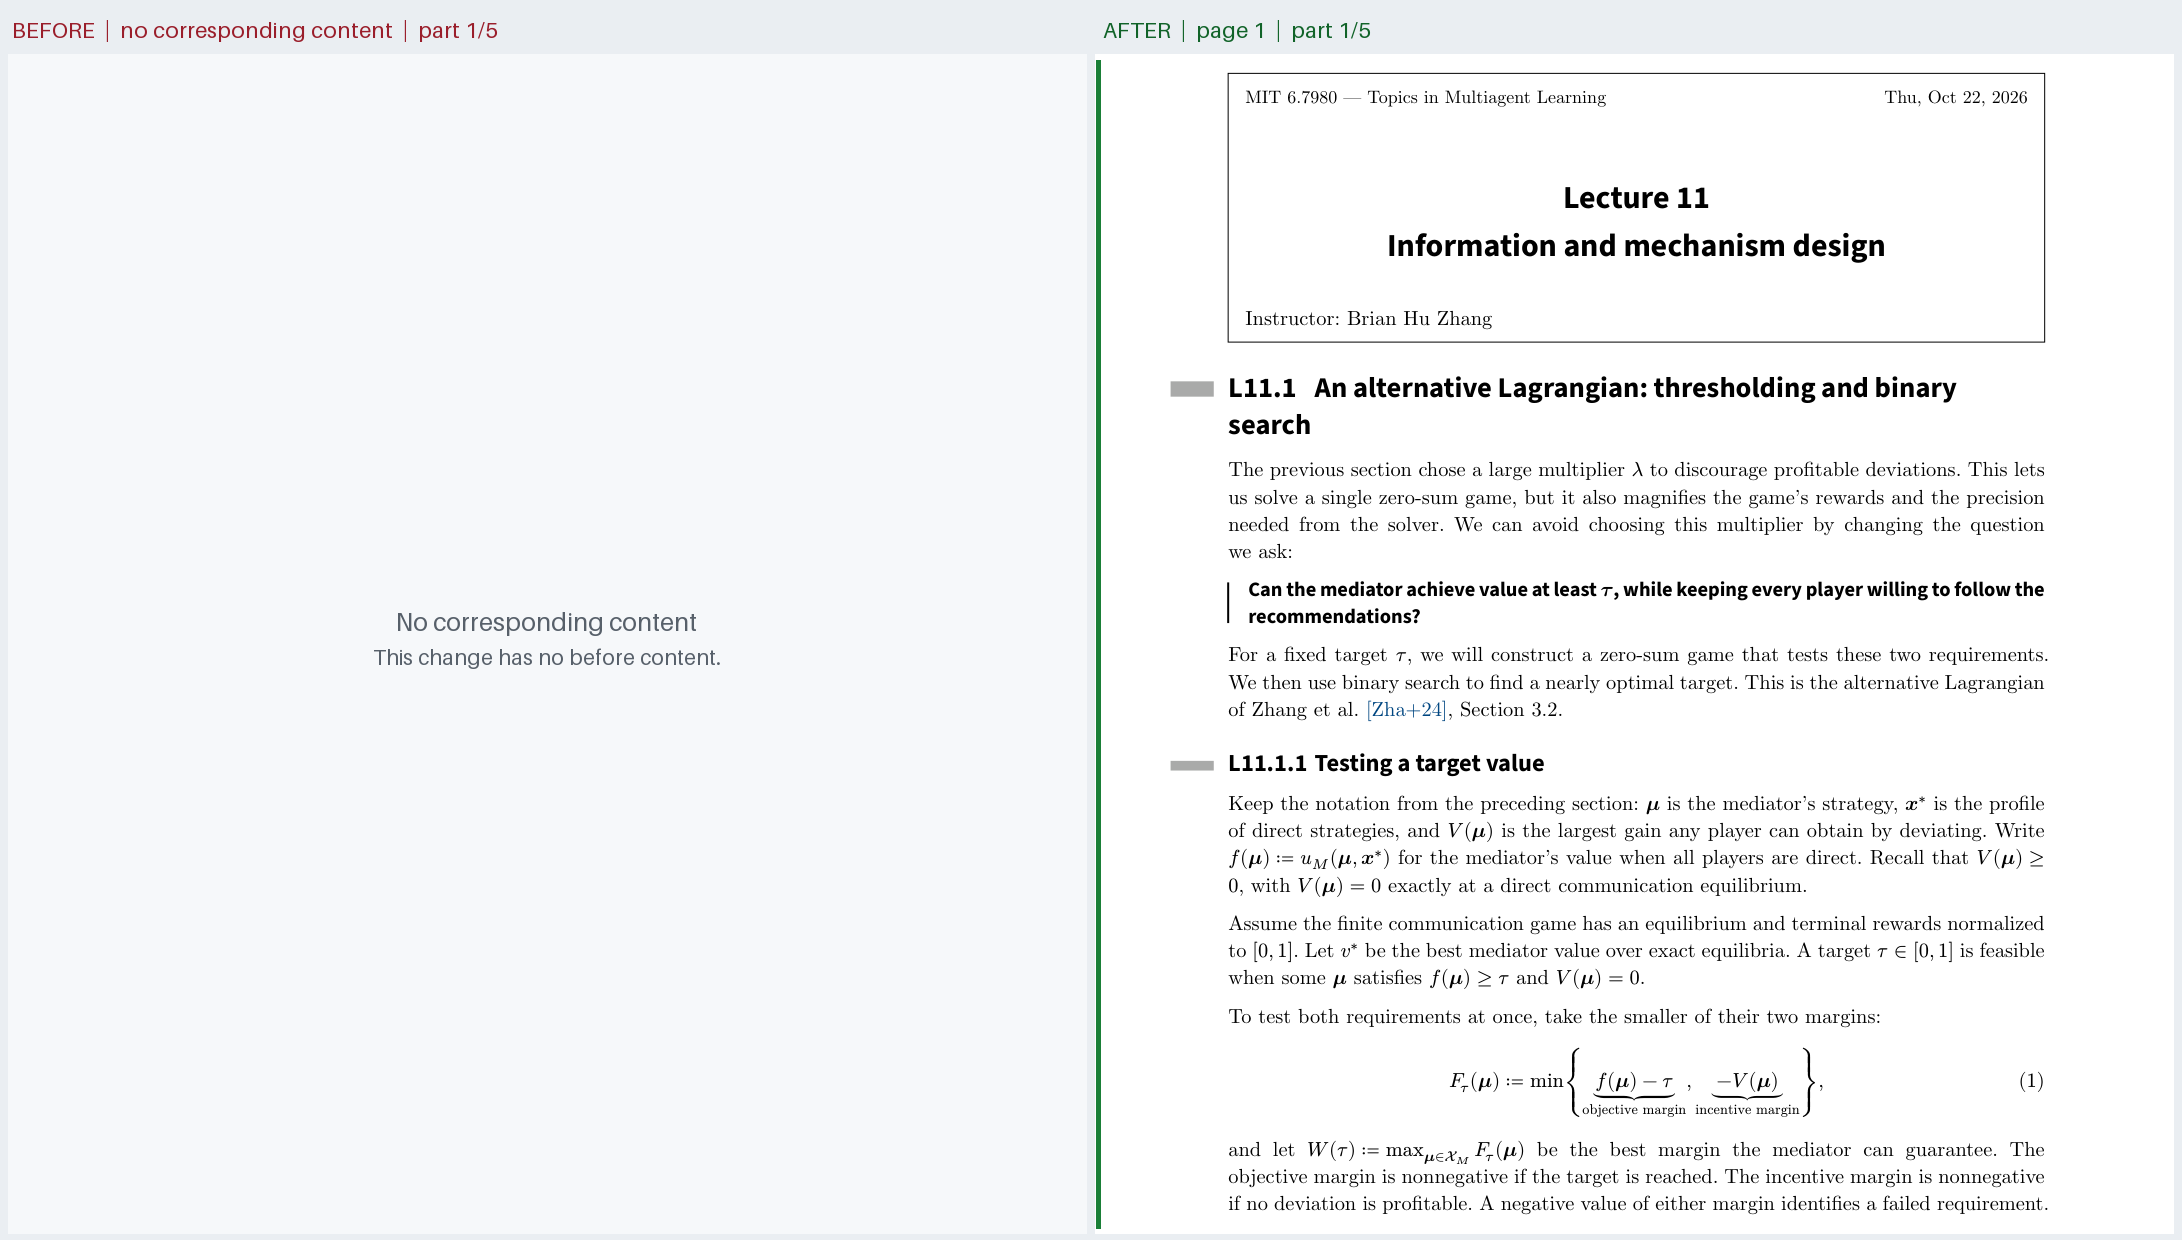 BEFORE | no corresponding content | part 1/5
No corresponding content
This change has no before content.
AFTER | page 1 | part 1/5
MIT 6.7980 — Topics in Multiagent Learning Thu, Oct 22, 2026
Lecture 11
Information and mechanism design
Instructor: Brian Hu Zhang
L11.1 An alternative Lagrangian: thresholding and binary
search
The previous section chose a large multiplier λ to discourage profitable deviations. This lets
us solve a single zero-sum game, but it also magnifies the game's rewards and the precision
needed from the solver. We can avoid choosing this multiplier by changing the question
we ask:
Can the mediator achieve value at least τ, while keeping every player willing to follow the
recommendations?
For a fixed target τ, we will construct a zero-sum game that tests these two requirements.
We then use binary search to find a nearly optimal target. This is the alternative Lagrangian
of Zhang et al. [Zha+24], Section 3.2.
L11.1.1 Testing a target value
Keep the notation from the preceding section: μ is the mediator's strategy, x* is the profile
of direct strategies, and V(μ) is the largest gain any player can obtain by deviating. Write
f(μ) ≔ u_M(μ, x*) for the mediator's value when all players are direct. Recall that V(μ) ≥
0, with V(μ) = 0 exactly at a direct communication equilibrium.
Assume the finite communication game has an equilibrium and terminal rewards normalized
to [0, 1]. Let v* be the best mediator value over exact equilibria. A target τ ∈ [0, 1] is feasible
when some μ satisfies f(μ) ≥ τ and V(μ) = 0.
To test both requirements at once, take the smaller of their two margins:
F_τ(μ) ≔ min{ f(μ) − τ , −V(μ) }, (1)
objective margin incentive margin
and let W(τ) ≔ max_{μ∈𝒳_M} F_τ(μ) be the best margin the mediator can guarantee. The
objective margin is nonnegative if the target is reached. The incentive margin is nonnegative
if no deviation is profitable. A negative value of either margin identifies a failed requirement.